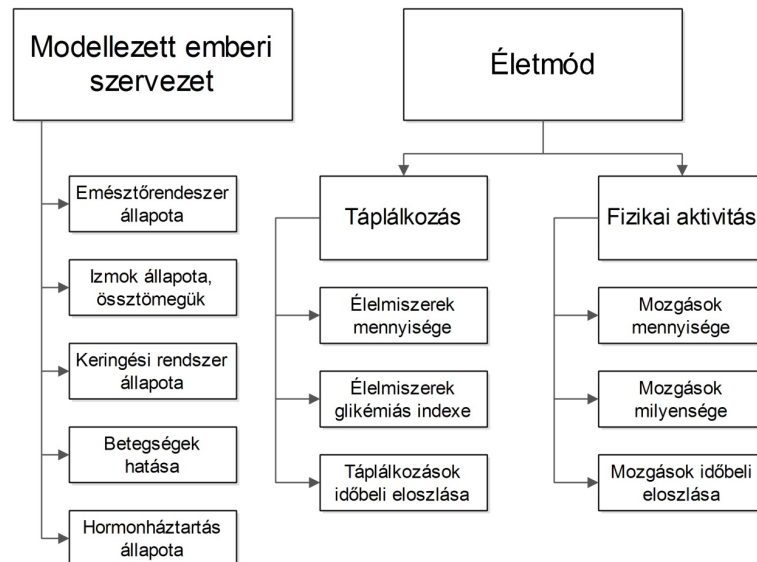 Modellezett emberi
szervezet
Emésztőrendeszer
állapota
Izmok állapota,
össztömegük
Keringési rendszer
állapota
Betegségek
hatása
Hormonháztartás
állapota
Életmód
Táplálkozás
Élelmiszerek
mennyisége
Élelmiszerek
glikémiás indexe
Táplálkozások
időbeli eloszlása
Fizikai aktivitás
Mozgások
mennyisége
Mozgások
milyensége
Mozgások időbeli
eloszlása